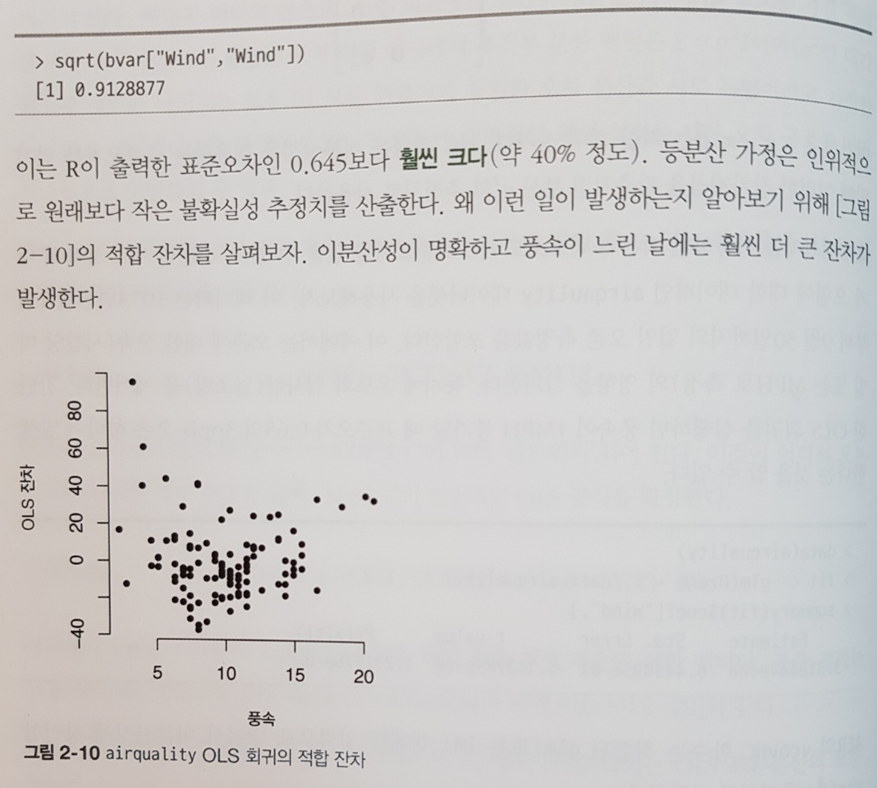 > sqrt(bvar["Wind","Wind"])
[1] 0.9128877
이는 R이 출력한 표준오차인 0.645보다 훨씬 크다(약 40% 정도). 등분산 가정은 인위적으
로 원래보다 작은 불확실성 추정치를 산출한다. 왜 이런 일이 발생하는지 알아보기 위해 [그림
2-10]의 적합 잔차를 살펴보자. 이분산성이 명확하고 풍속이 느린 날에는 훨씬 더 큰 잔차가
발생한다.
OLS 잔차
80
60
40
20
0
-40
5 10 15 20
풍속
그림 2-10 airquality OLS 회귀의 적합 잔차